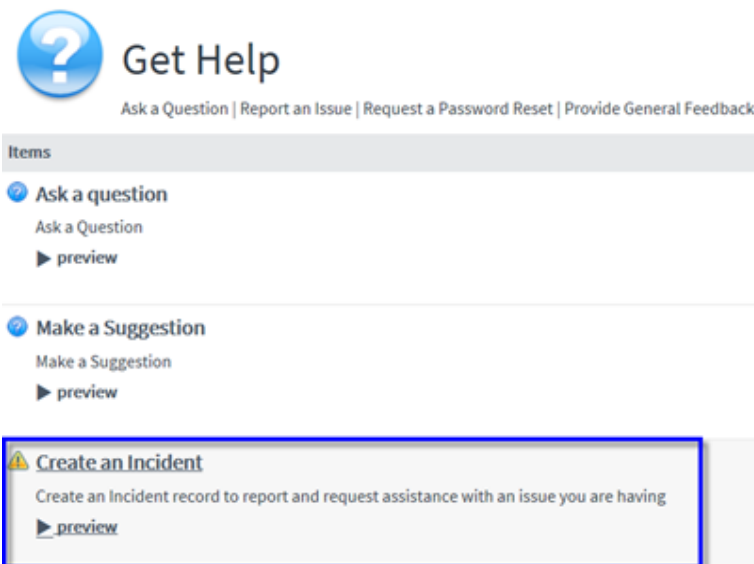 Get Help
Ask a Question | Report an Issue | Request a Password Reset | Provide General Feedback
Items
Ask a question
Ask a Question
preview
Make a Suggestion
Make a Suggestion
preview
Create an Incident
Create an Incident record to report and request assistance with an issue you are having
preview